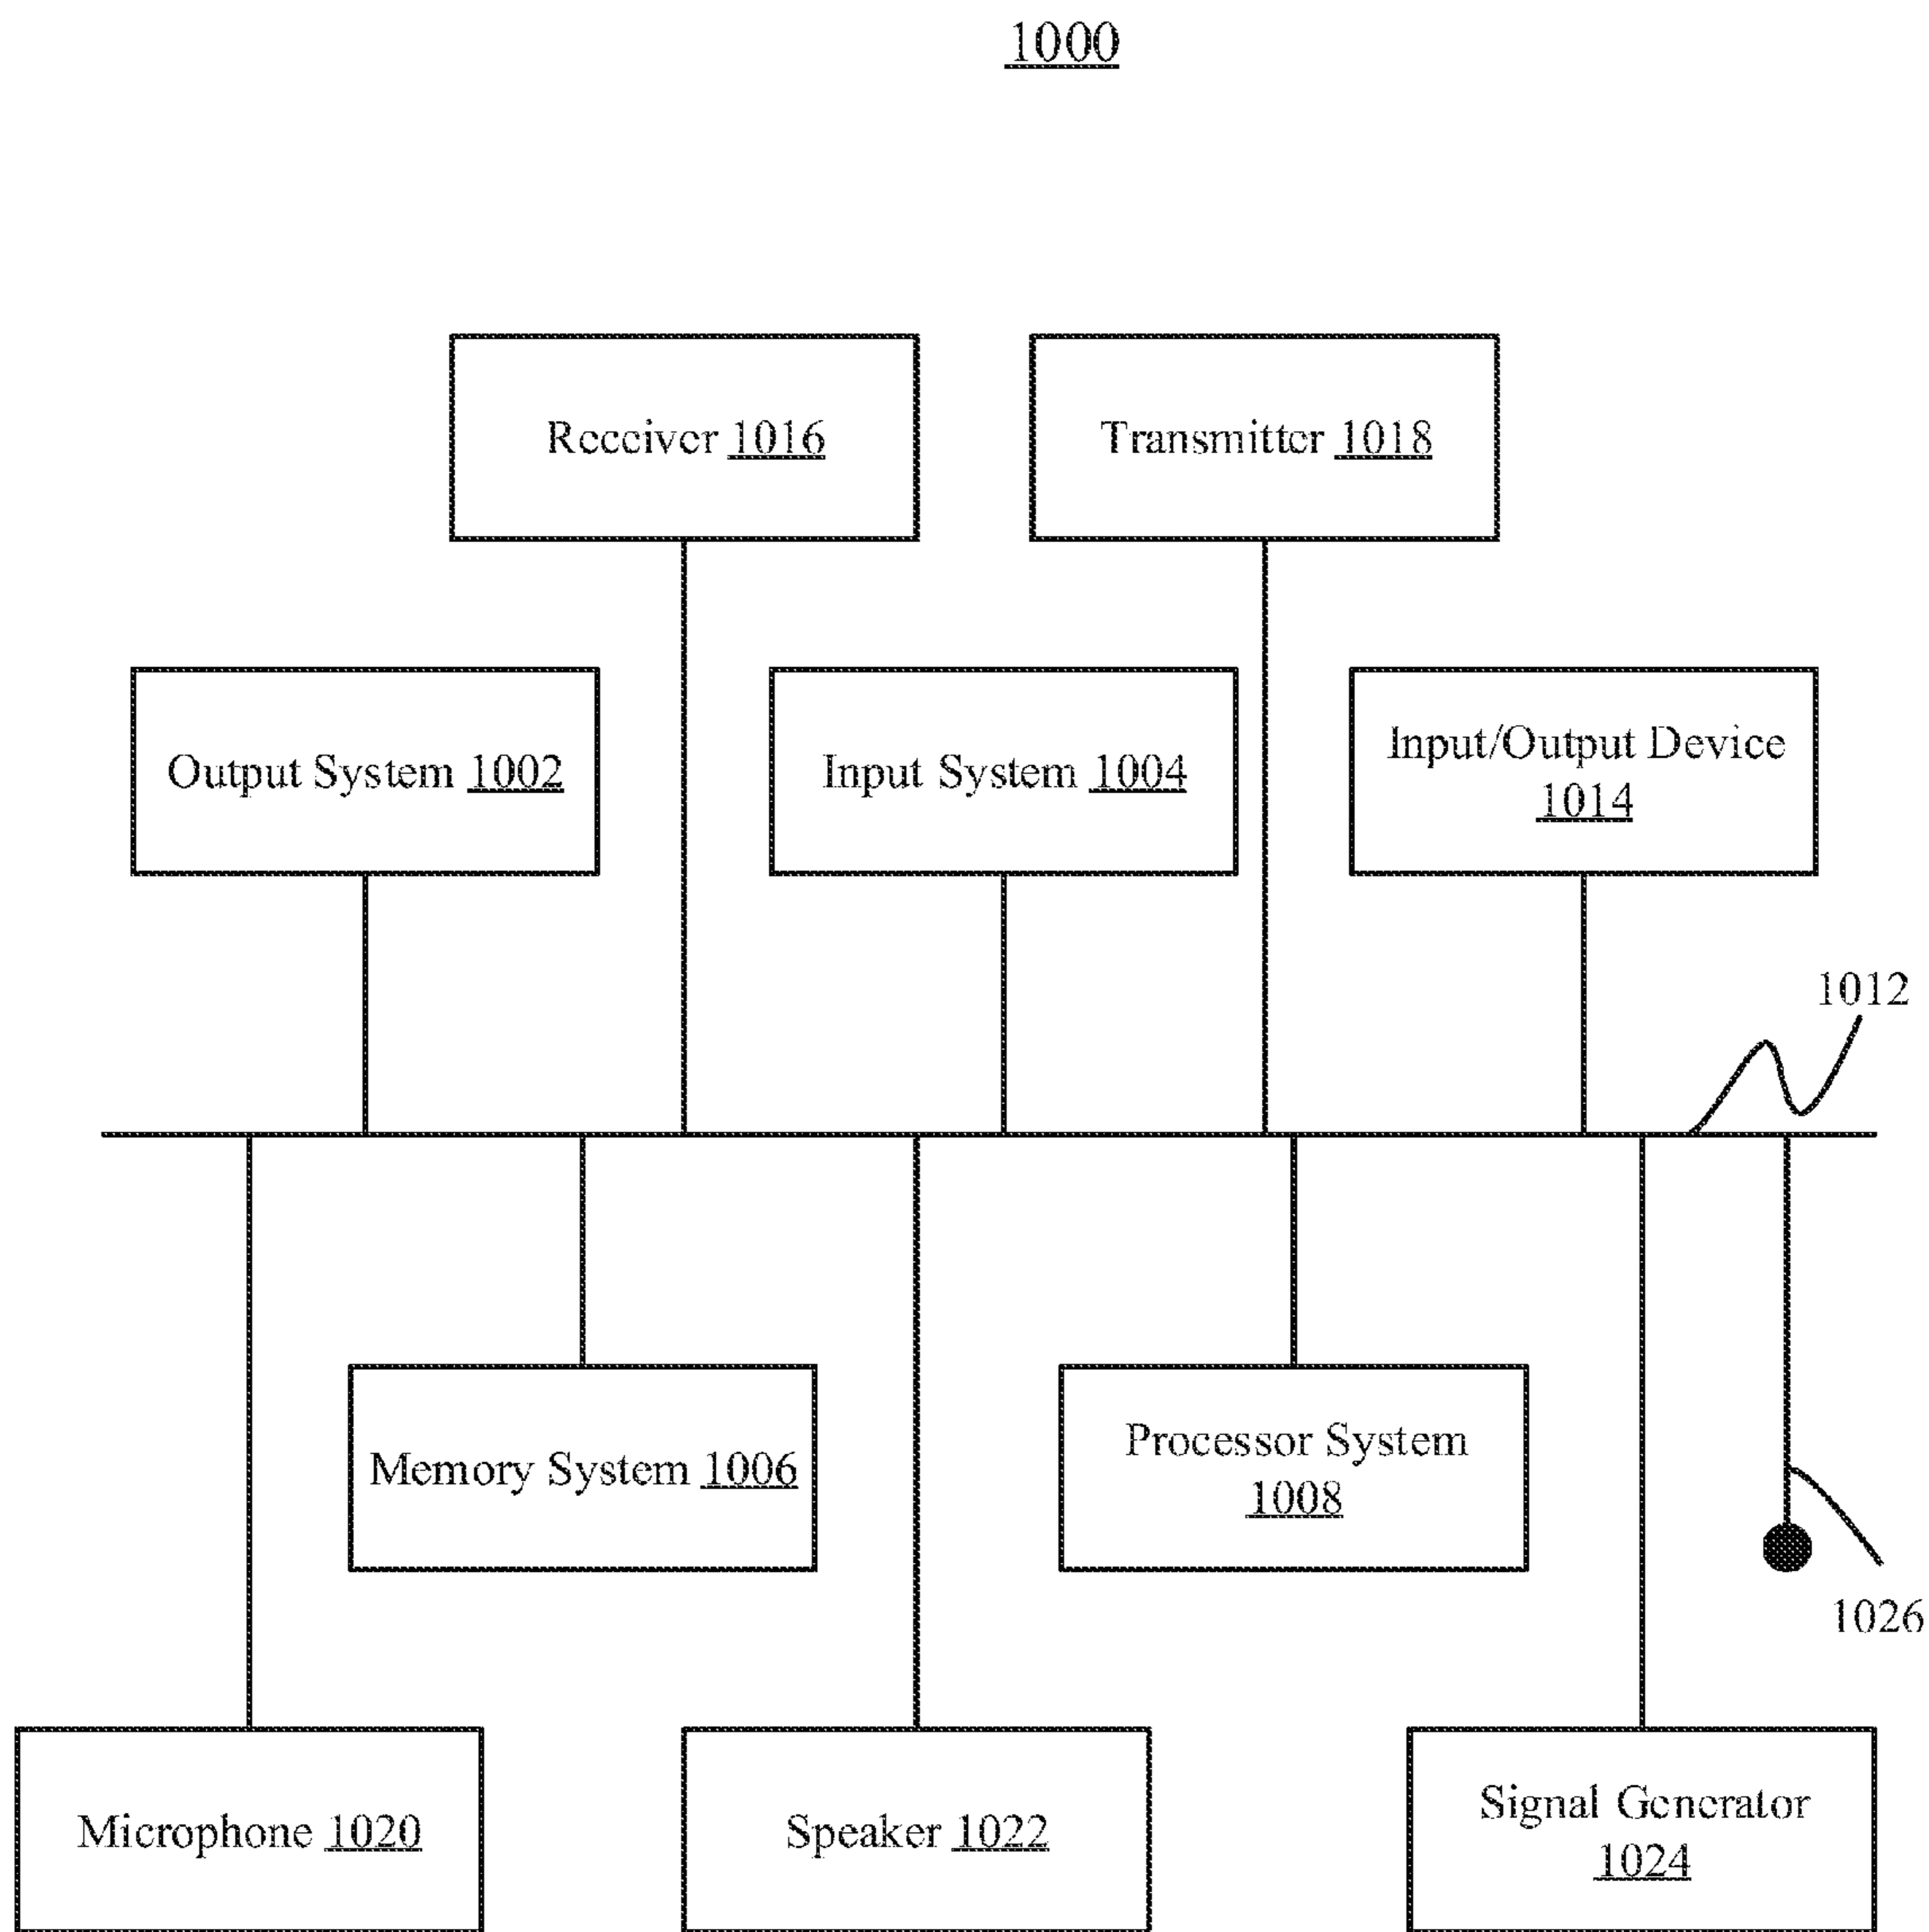 1000
Receiver 1016
Transmitter 1018
Output System 1002
Input System 1004
Input/Output Device
1014
1012
Memory System 1006
Processor System
1008
1026
Microphone 1020
Speaker 1022
Signal Generator
1024